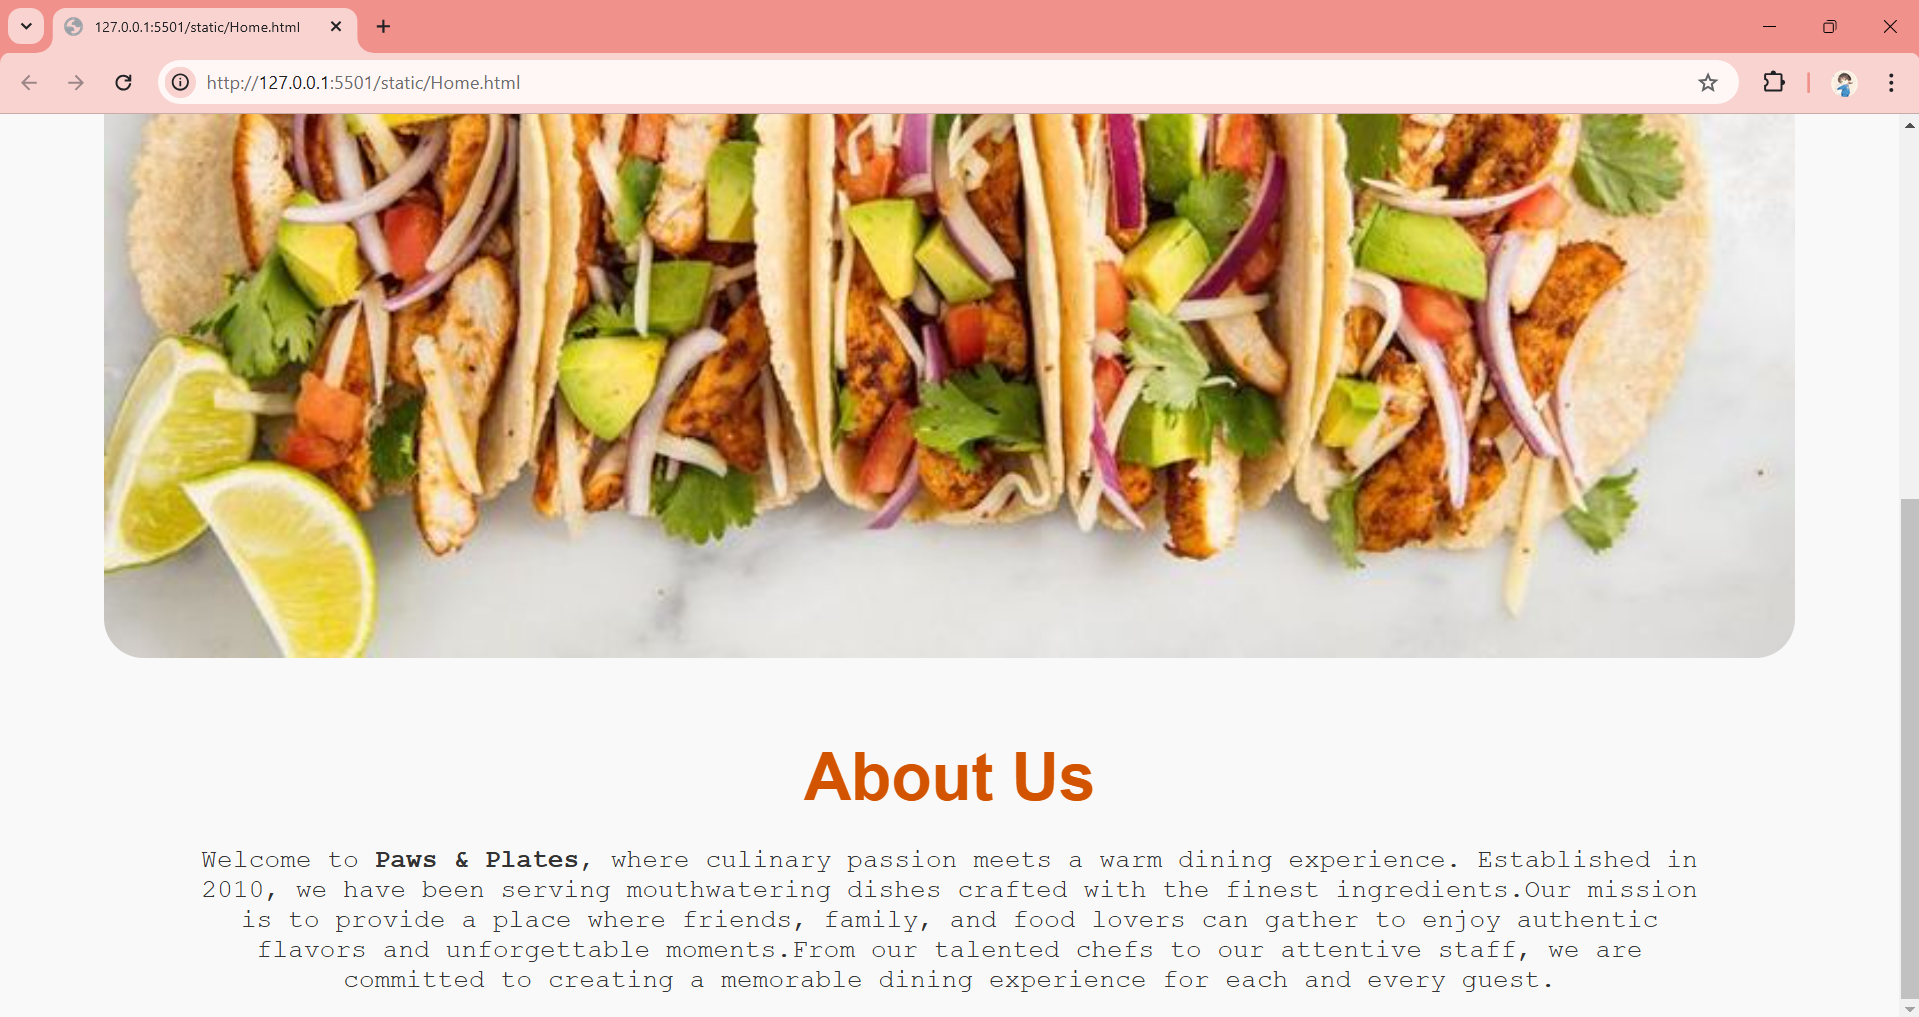 127.0.0.1:5501/static/Home.html
http://127.0.0.1:5501/static/Home.html
About Us
Welcome to Paws & Plates, where culinary passion meets a warm dining experience. Established in
2010, we have been serving mouthwatering dishes crafted with the finest ingredients.Our mission
is to provide a place where friends, family, and food lovers can gather to enjoy authentic
flavors and unforgettable moments.From our talented chefs to our attentive staff, we are
committed to creating a memorable dining experience for each and every guest.